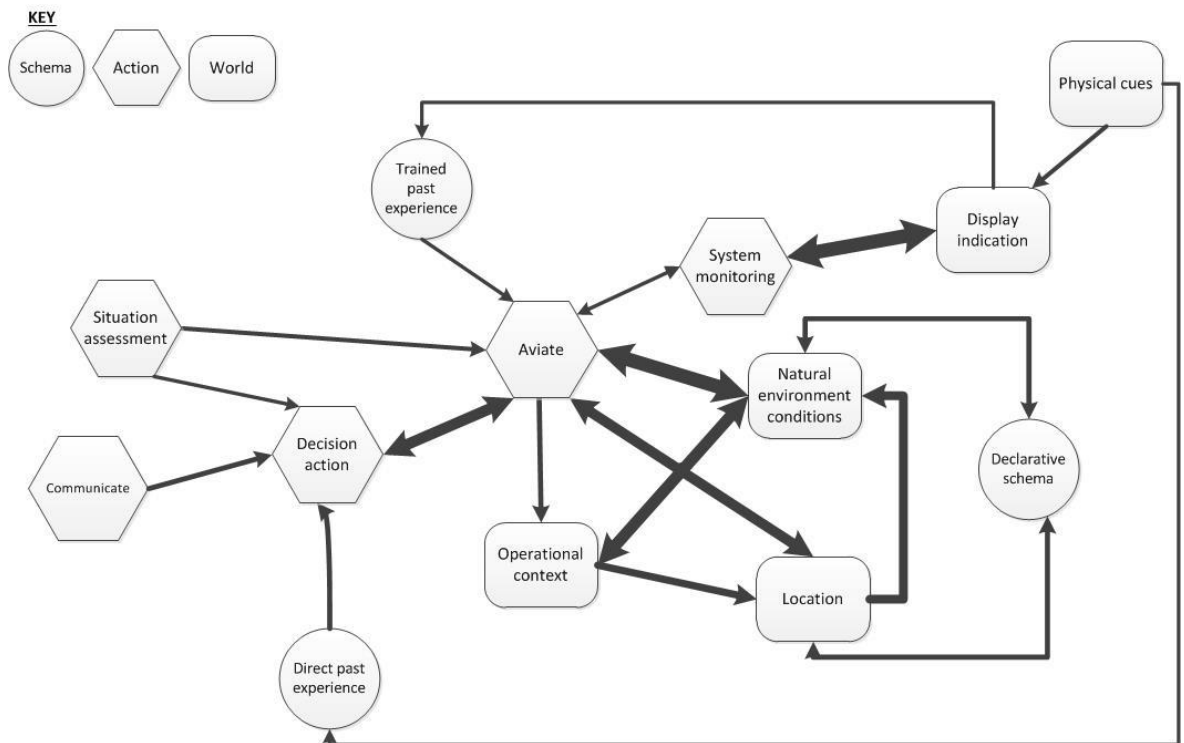 KEY
Schema
Action
World
Physical cues
Trained
past
experience
Display
indication
System
monitoring
Situation
assessment
Aviate
Natural
environment
conditions
Decision
action
Declarative
schema
Communicate
Operational
context
Location
Direct past
experience